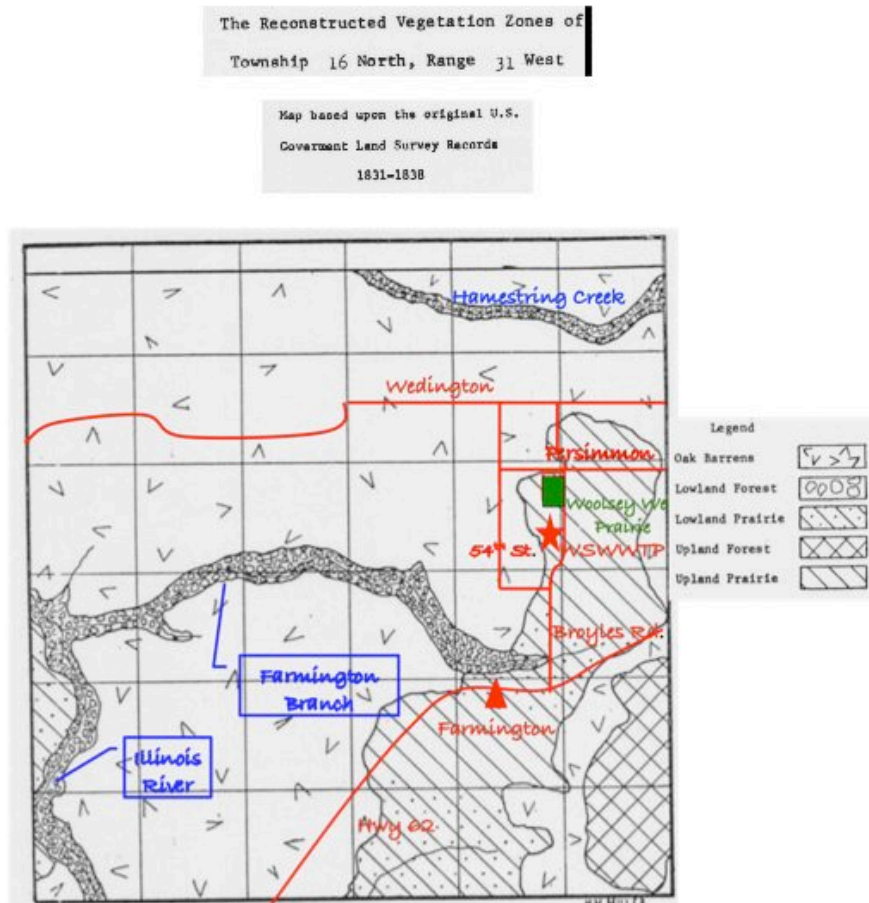 The Reconstructed Vegetation Zones of
Township 16 North, Range 31 West
Map based upon the original U.S.
Goverment Land Survey Records
1831-1838
Hamestring Creek
Wedington
Persimmon
Woolsey We
Prairie
54th St.
WSWWTP
Broyles Rd.
Farmington
Branch
Farmington
Illinois
River
Hwy 62
Legend
Oak Barrens
Lowland Forest
Lowland Prairie
Upland Forest
Upland Prairie